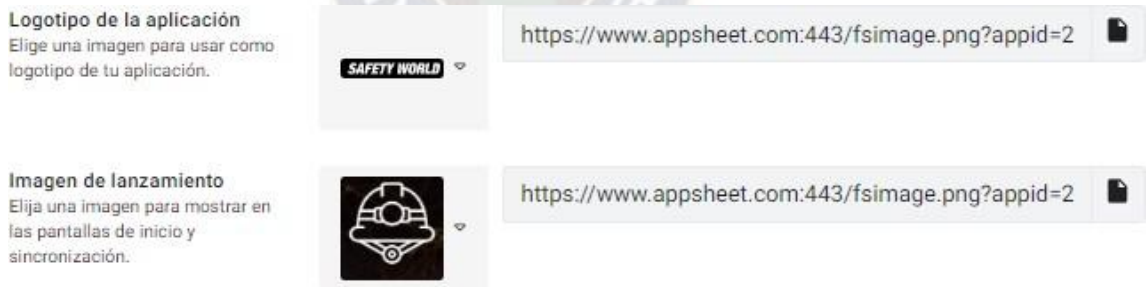 Logotipo de la aplicación
Elige una imagen para usar como
logotipo de tu aplicación.
SAFETY WORLD
https://www.appsheet.com:443/fsimage.png?appid=2
Imagen de lanzamiento
Elija una imagen para mostrar en
las pantallas de inicio y
sincronización.
https://www.appsheet.com:443/fsimage.png?appid=2